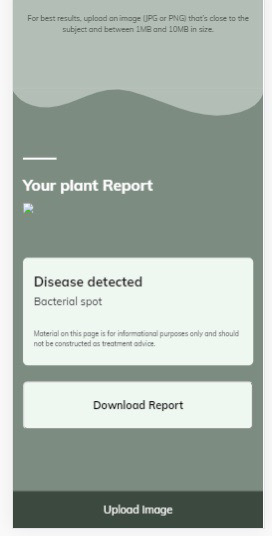 For best results, upload an image (JPG or PNG) that's close to the
subject and between 1MB and 10MB in size.
Your plant Report
Disease detected
Bacterial spot
Material on this page is for informational purposes only and should
not be constructed as treatment advice.
Download Report
Upload Image